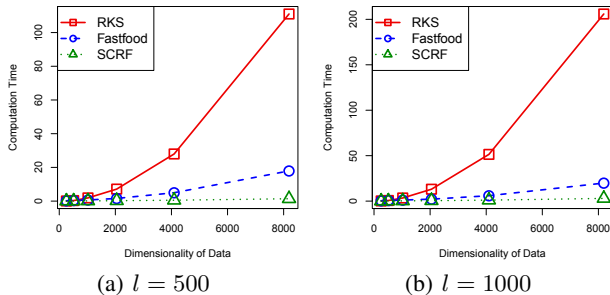 RKS
Fastfood
SCRF
Computation Time
0 20 40 60 80 100
0 2000 4000 6000 8000
Dimensionality of Data
(a) l = 500
RKS
Fastfood
SCRF
Computation Time
0 50 100 150 200
0 2000 4000 6000 8000
Dimensionality of Data
(b) l = 1000